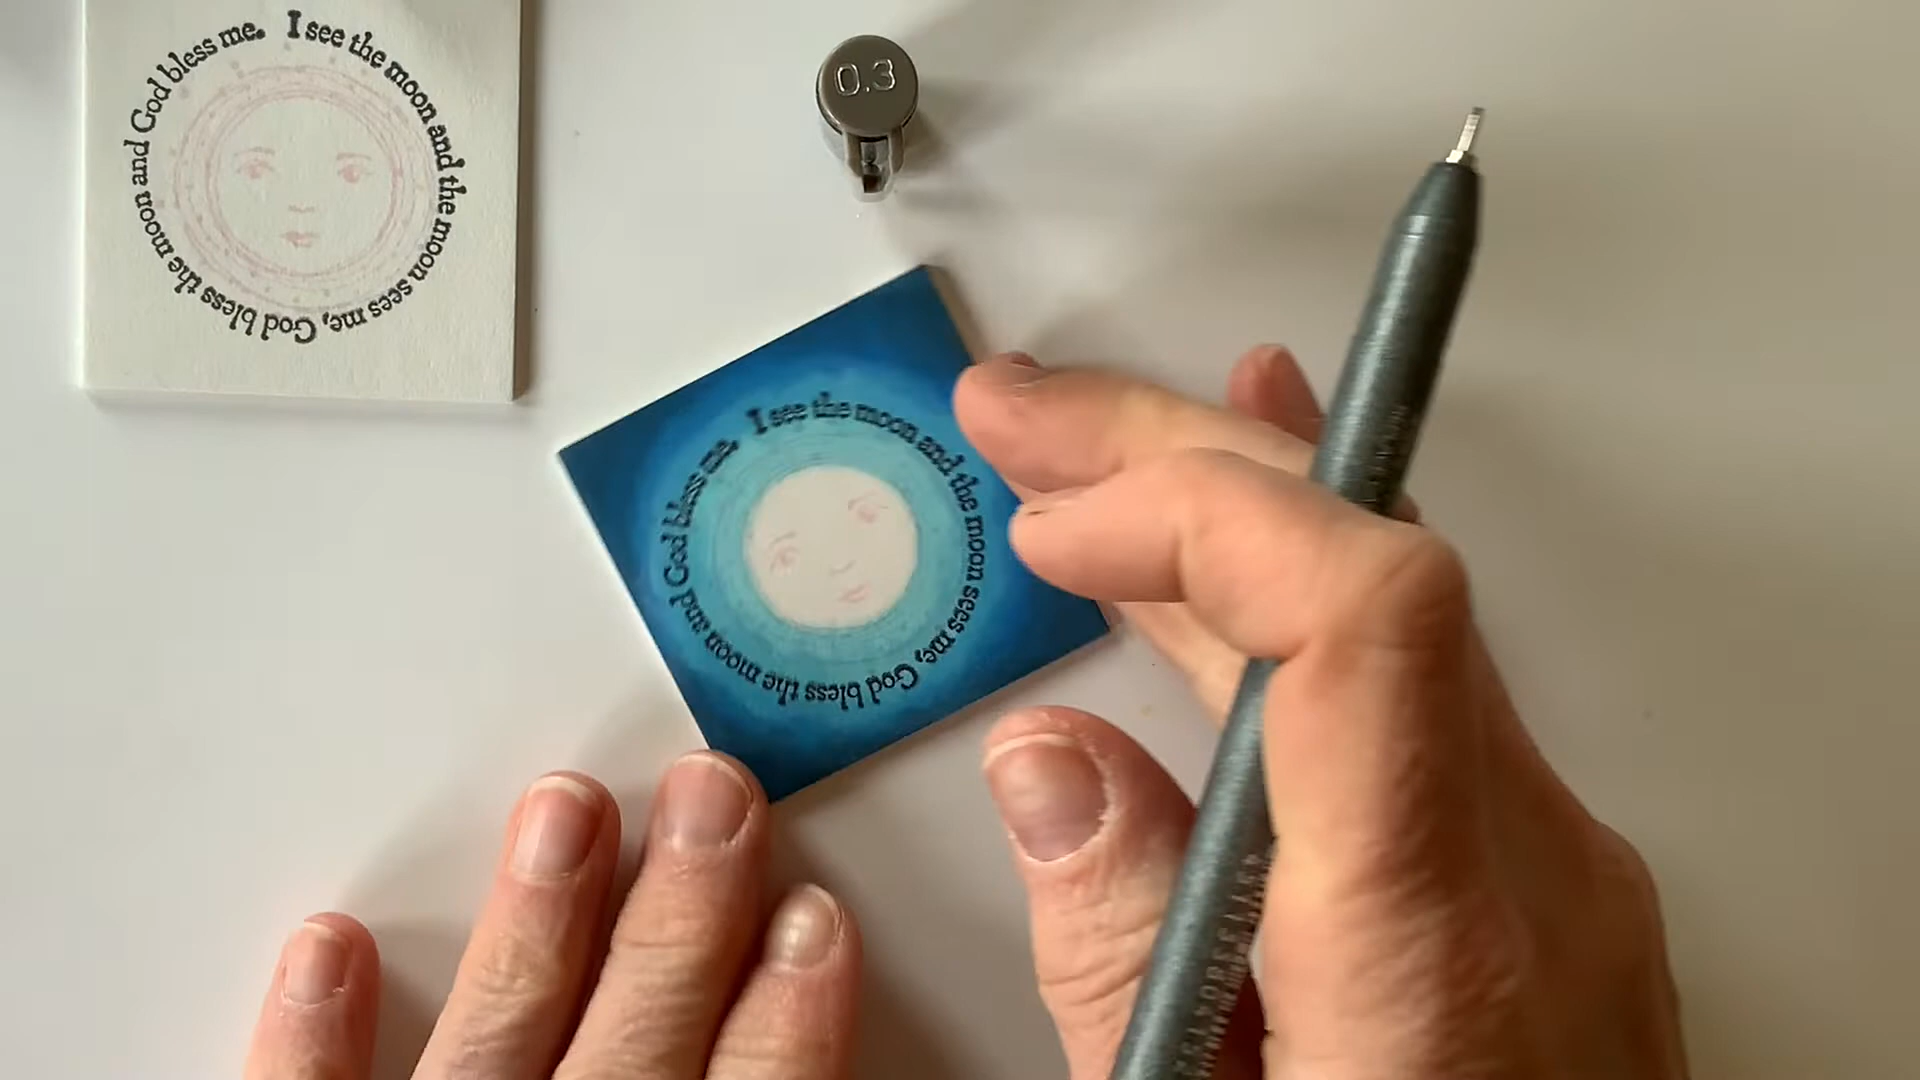 I see the moon and the moon sees me, God bless the moon and God bless me.
0.3
I see the moon and the moon sees me, God bless the moon and God bless me.